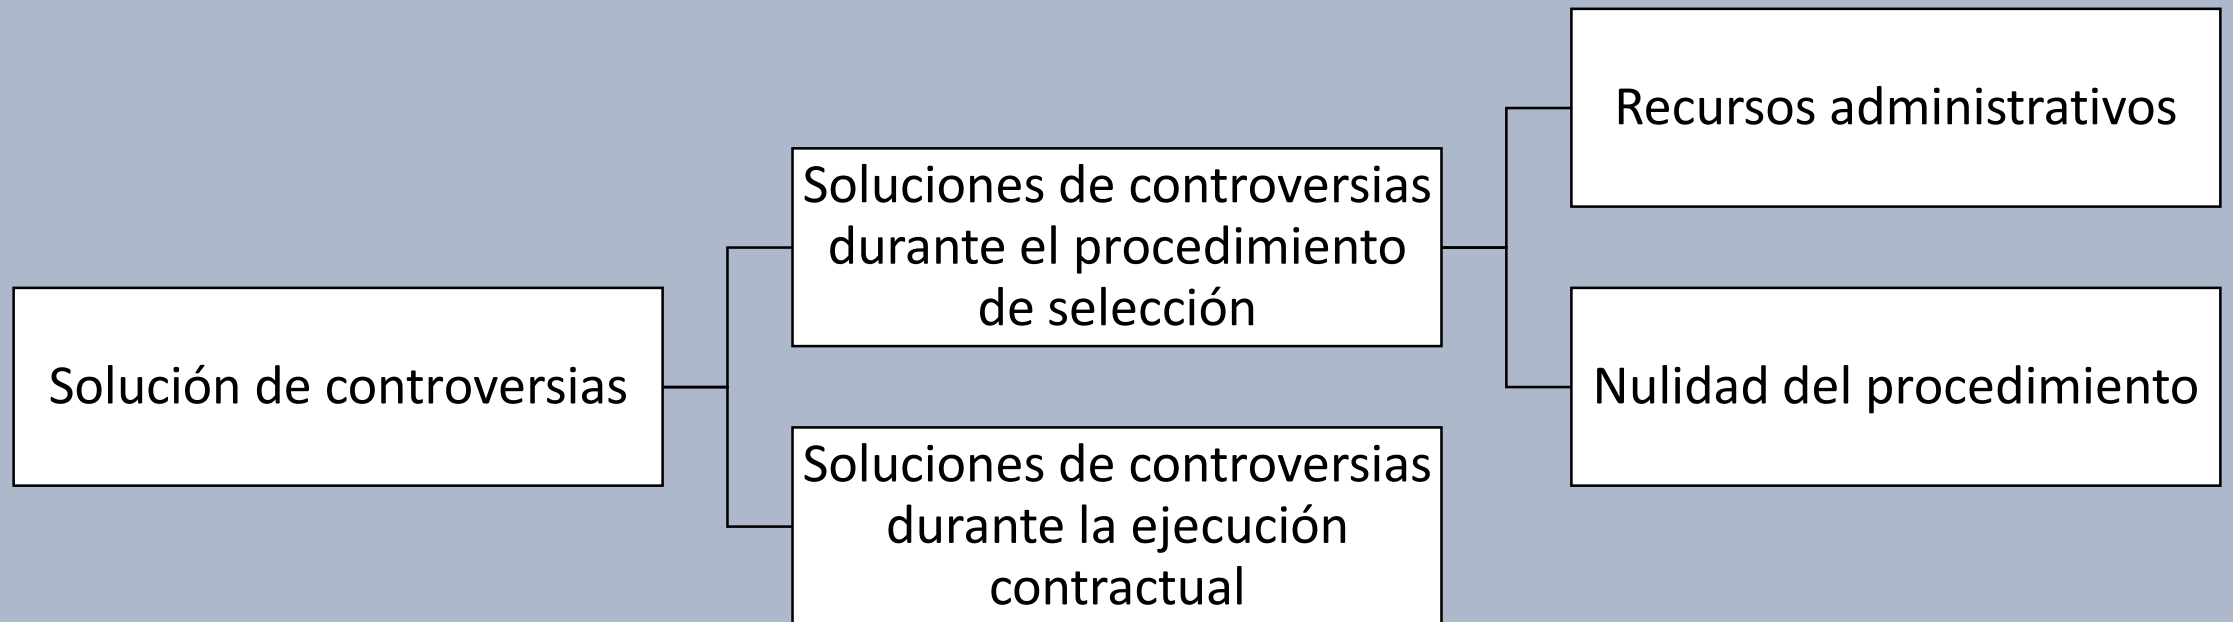 Solución de controversias
Soluciones de controversias
durante el procedimiento
de selección
Recursos administrativos
Nulidad del procedimiento
Soluciones de controversias
durante la ejecución
contractual